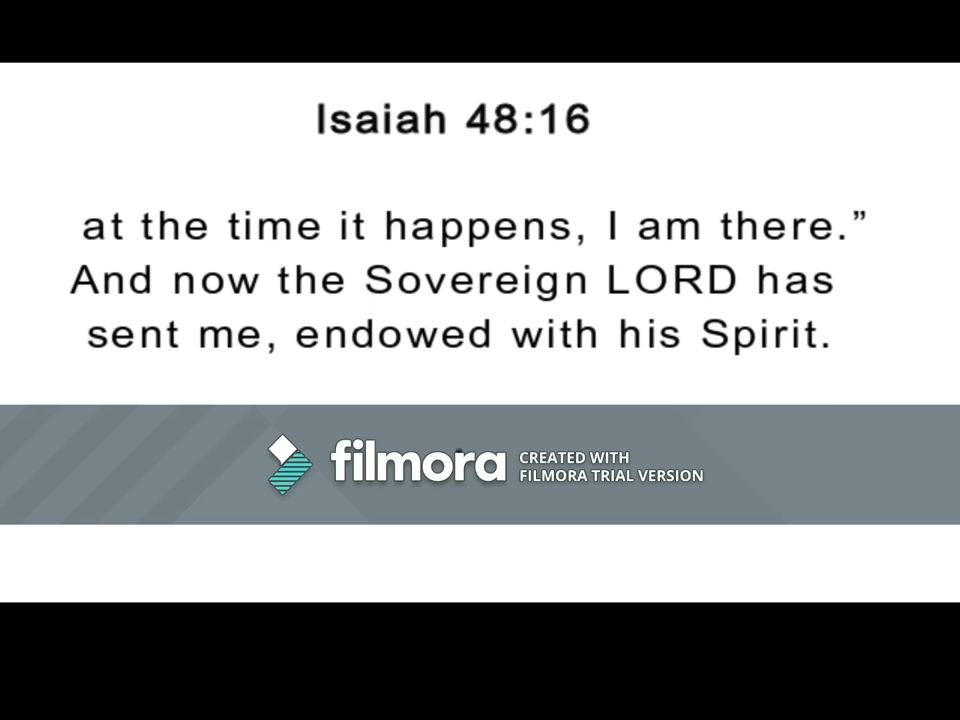 Isaiah 48:16
at the time it happens, I am there.”
And now the Sovereign LORD has
sent me, endowed with his Spirit.
filmora
CREATED WITH
FILMORA TRIAL VERSION